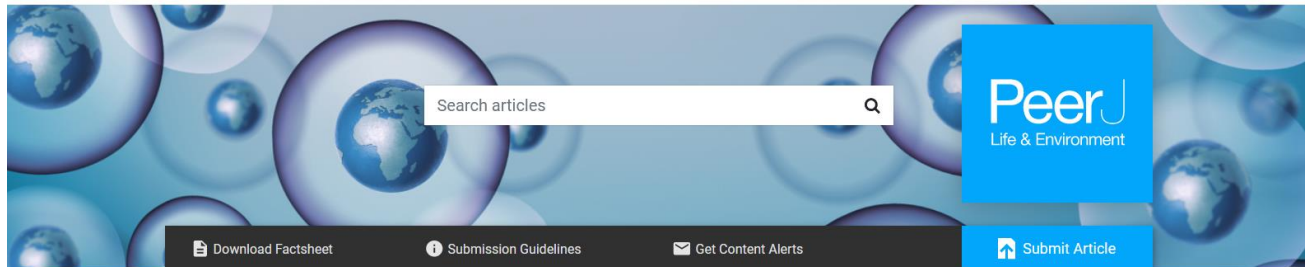 Search articles
PeerJ
Life & Environment
Download Factsheet
Submission Guidelines
Get Content Alerts
Submit Article